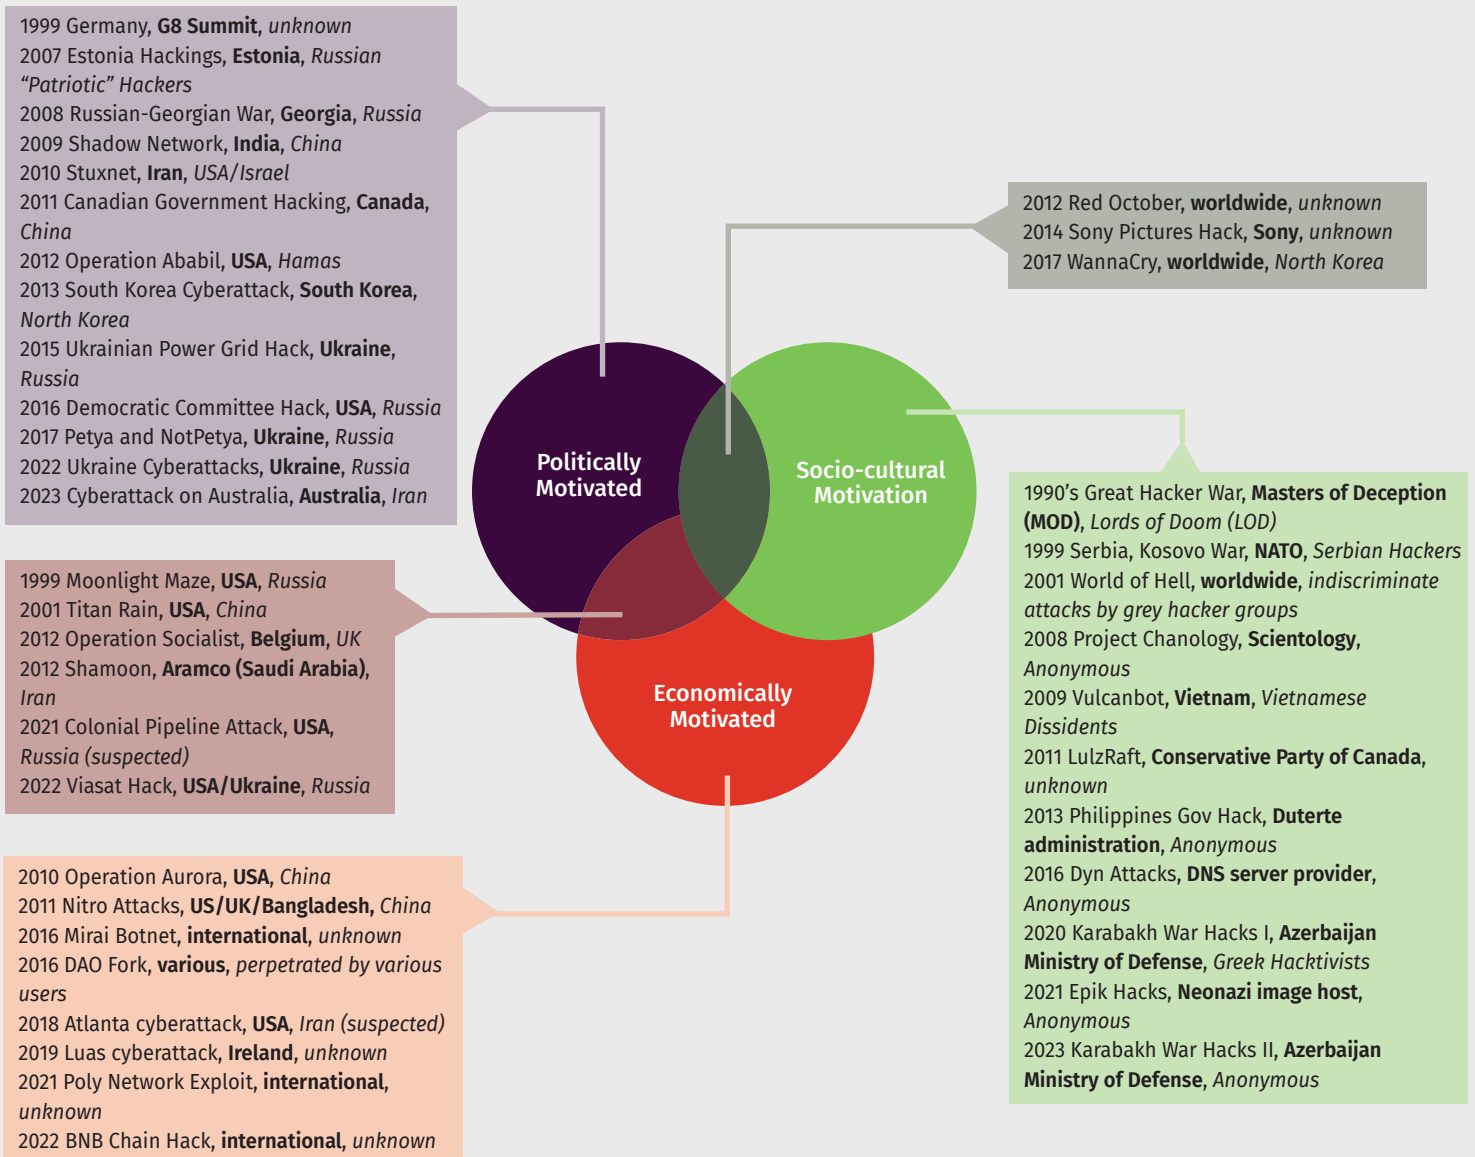 1999 Germany, G8 Summit, unknown
2007 Estonia Hackings, Estonia, Russian
“Patriotic” Hackers
2008 Russian-Georgian War, Georgia, Russia
2009 Shadow Network, India, China
2010 Stuxnet, Iran, USA/Israel
2011 Canadian Government Hacking, Canada,
China
2012 Operation Ababil, USA, Hamas
2013 South Korea Cyberattack, South Korea,
North Korea
2015 Ukrainian Power Grid Hack, Ukraine,
Russia
2016 Democratic Committee Hack, USA, Russia
2017 Petya and NotPetya, Ukraine, Russia
2022 Ukraine Cyberattacks, Ukraine, Russia
2023 Cyberattack on Australia, Australia, Iran
2012 Red October, worldwide, unknown
2014 Sony Pictures Hack, Sony, unknown
2017 WannaCry, worldwide, North Korea
Politically
Motivated
Socio-cultural
Motivation
Economically
Motivated
1999 Moonlight Maze, USA, Russia
2001 Titan Rain, USA, China
2012 Operation Socialist, Belgium, UK
2012 Shamoon, Aramco (Saudi Arabia),
Iran
2021 Colonial Pipeline Attack, USA,
Russia (suspected)
2022 Viasat Hack, USA/Ukraine, Russia
1990’s Great Hacker War, Masters of Deception
(MOD), Lords of Doom (LOD)
1999 Serbia, Kosovo War, NATO, Serbian Hackers
2001 World of Hell, worldwide, indiscriminate
attacks by grey hacker groups
2008 Project Chanology, Scientology,
Anonymous
2009 Vulcanbot, Vietnam, Vietnamese
Dissidents
2011 LulzRaft, Conservative Party of Canada,
unknown
2013 Philippines Gov Hack, Duterte
administration, Anonymous
2016 Dyn Attacks, DNS server provider,
Anonymous
2020 Karabakh War Hacks I, Azerbaijan
Ministry of Defense, Greek Hacktivists
2021 Epik Hacks, Neonazi image host,
Anonymous
2023 Karabakh War Hacks II, Azerbaijan
Ministry of Defense, Anonymous
2010 Operation Aurora, USA, China
2011 Nitro Attacks, US/UK/Bangladesh, China
2016 Mirai Botnet, international, unknown
2016 DAO Fork, various, perpetrated by various
users
2018 Atlanta cyberattack, USA, Iran (suspected)
2019 Luas cyberattack, Ireland, unknown
2021 Poly Network Exploit, international,
unknown
2022 BNB Chain Hack, international, unknown